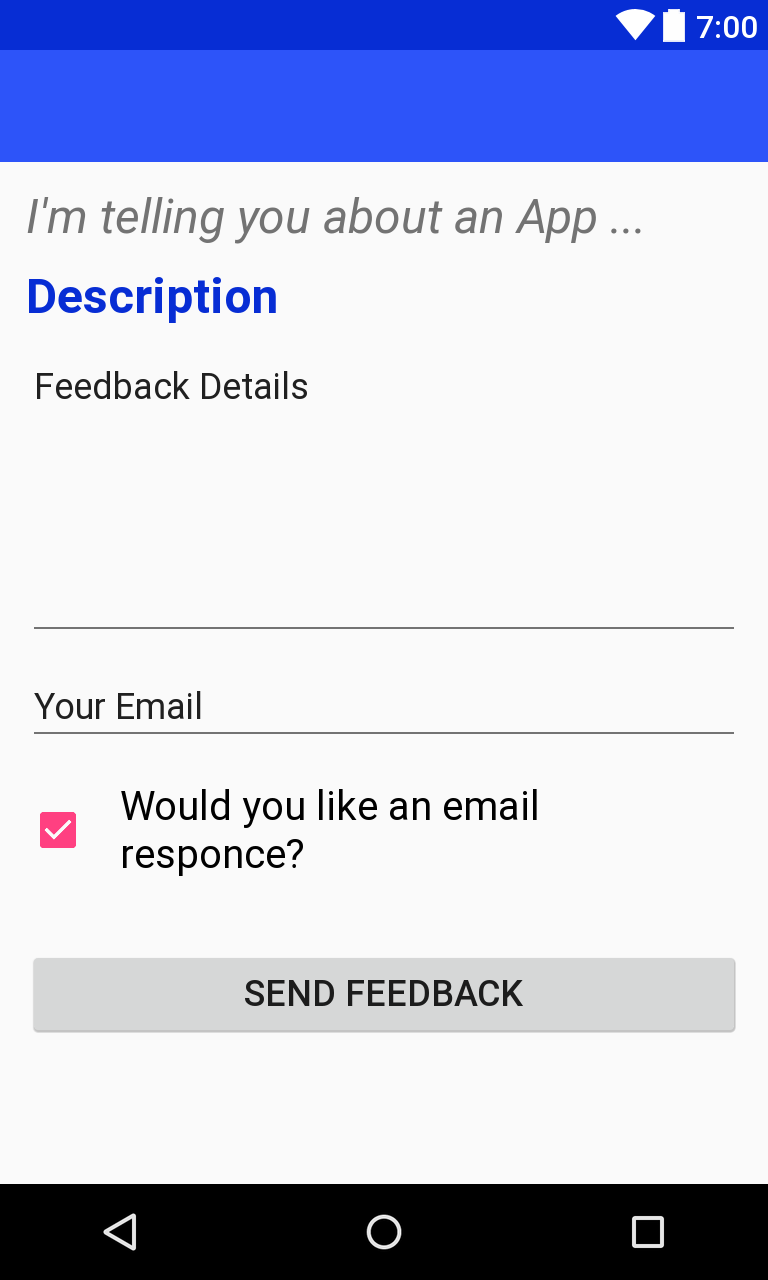 7:00
I'm telling you about an App ...
Description
Feedback Details
Your Email
Would you like an email
responce?
SEND FEEDBACK